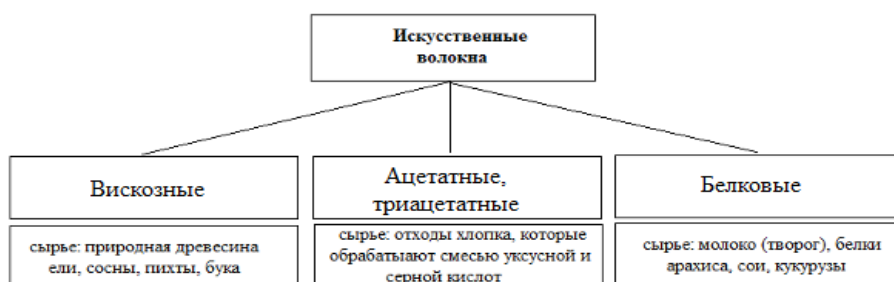 Искусственные
волокна
Вискозные
Ацетатные,
триацетатные
Белковые
сырье: природная древесина
ели, сосны, пихты, бука
сырье: отходы хлопка, которые
обрабатыают смесью уксусной и
серной кислот
сырье: молоко (творог), белки
арахиса, сои, кукурузы